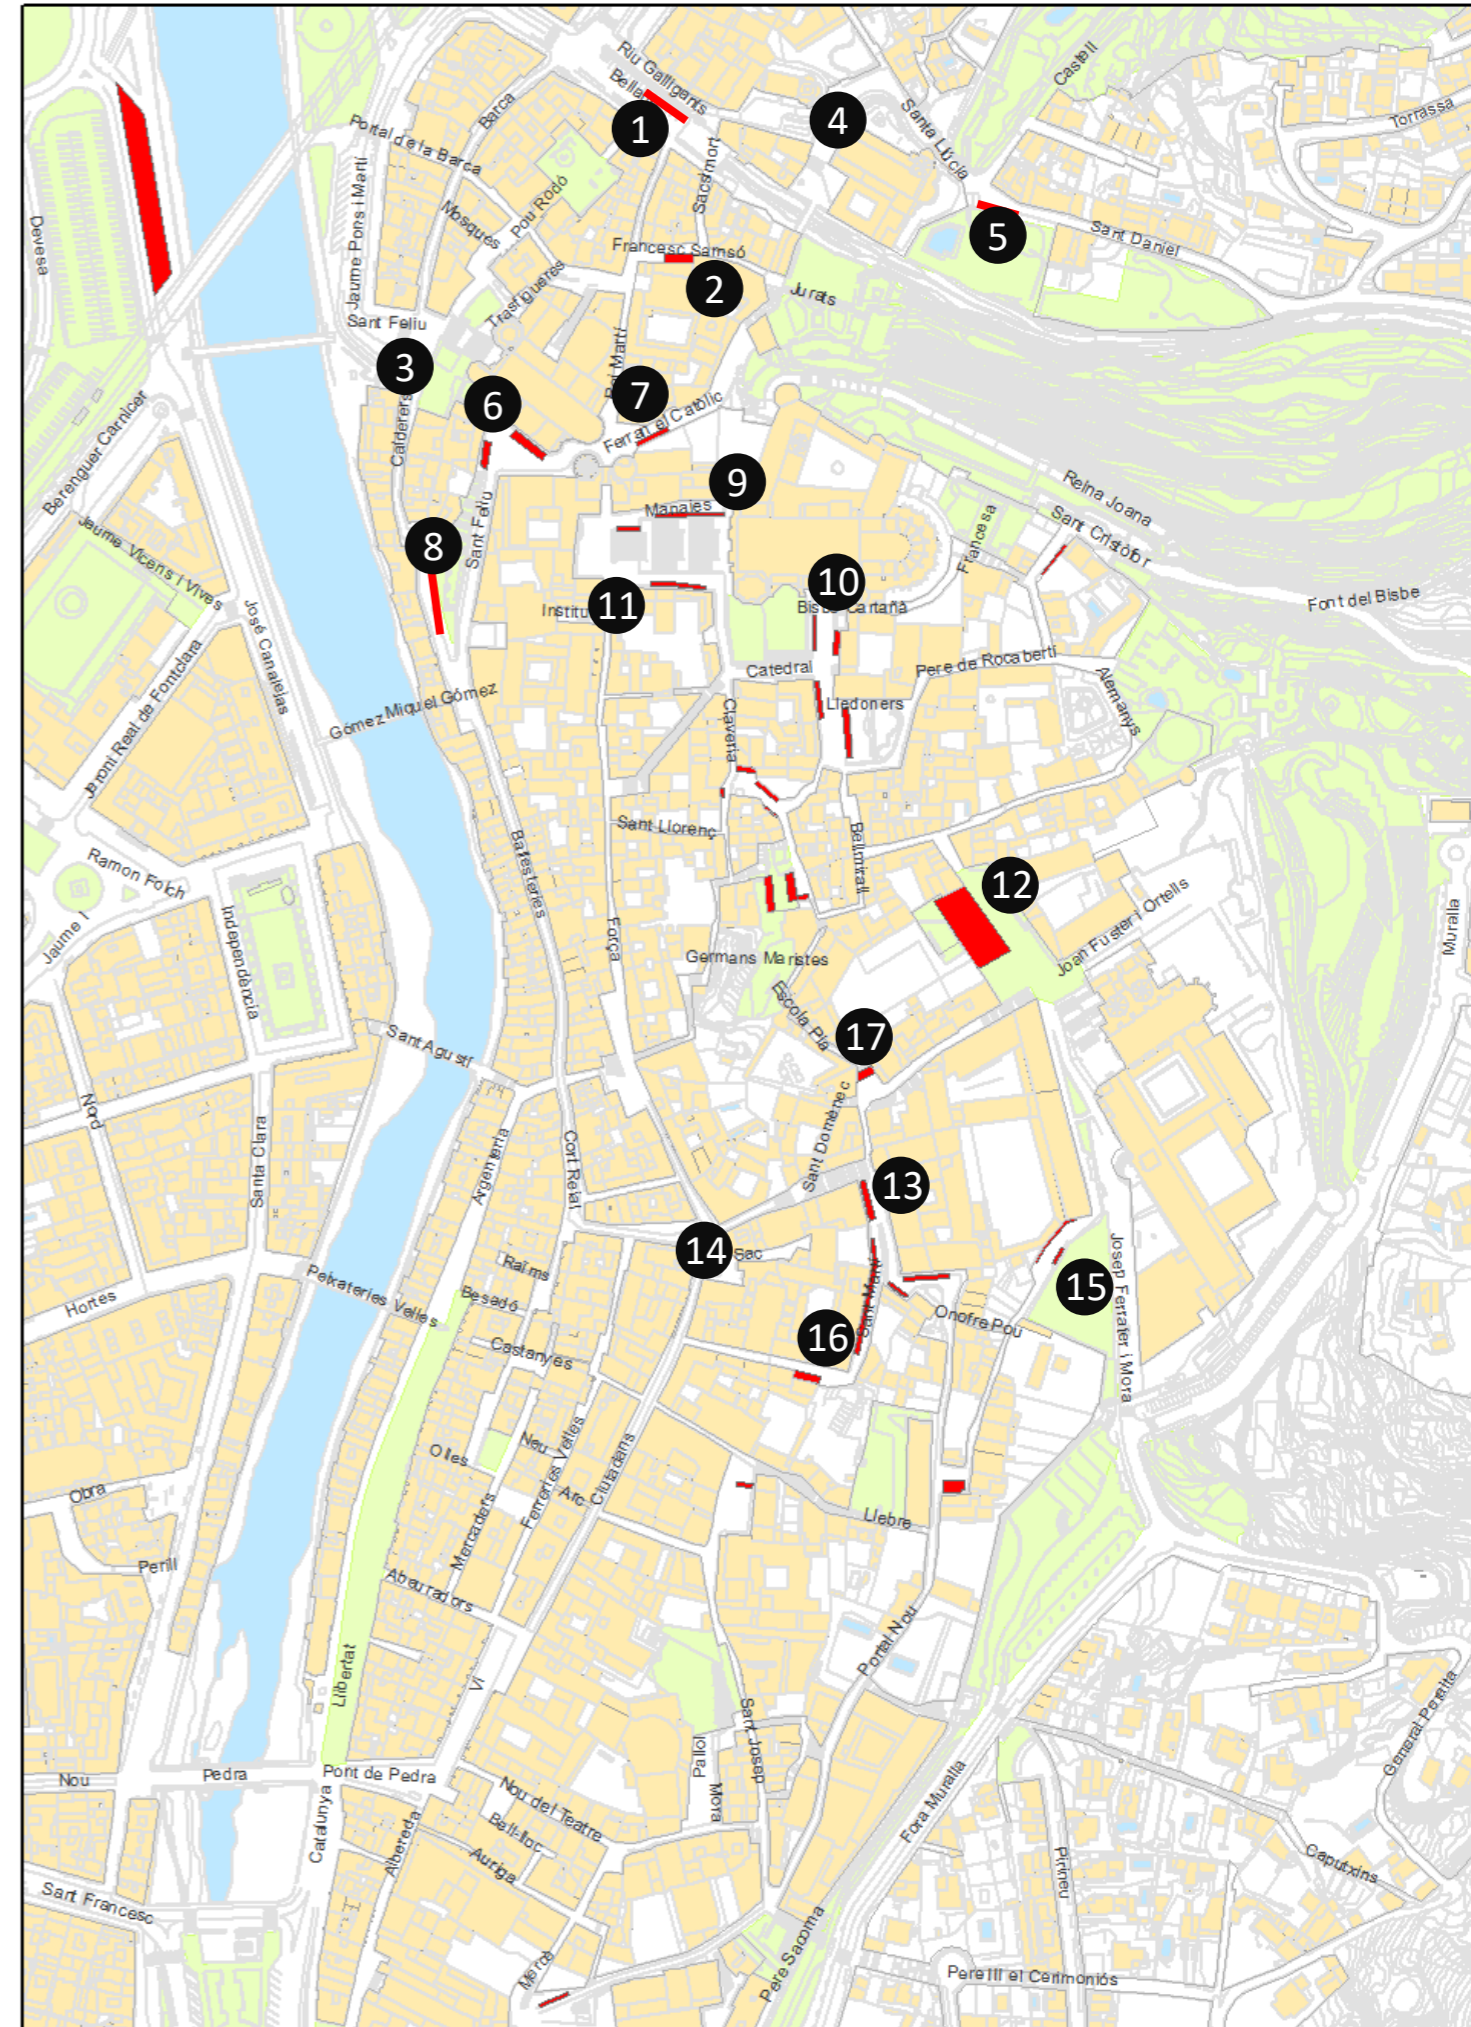 Riu Galligants
Bella
1
4
Castell
Torrassa
Barca
Portal de la Barca
Santa Llúcia
Sacsimort
Pou Rodó
Mosques
Jaume Pons i Martí
Devesa
5
Sant Daniel
Francesc Samsó
2
Jurats
Trasfigueres
Sant Feliu
3
7
6
Ferran el Catòlic
Calderers
Berenguer Carnicer
Reina Joana
9
Manaies
Sant Cristòfor
Francesa
Jaume Vicens i Vives
8
Sant Feliu
10
11
Font del Bisbe
José Canalejas
Catedral
Pere de Rocabertí
Alemanys
Jeroni Real de Fontclara
Gómez
Miquel Gómez
Claveria
Lledoners
Sant Llorenç
Ballesteries
Bellmirall
Ramon Folch
12
Jaume I
Independència
Força
Joan Fuster i Ortells
Muralla
Germans Maristes
Escola Pia
17
Sant Agustí
Nord
Santa Clara
Argenteria
Cort Reial
Sant Domènec
13
14
Sac
Raïms
Peixateries Velles
Besadó
Hortes
15
Josep Ferrater i Mora
Sant Martí
Onofre Pou
16
Castanyes
Olles
Neu
Ferreries Velles
Ciutadans
Arc
Mercaders
Obra
Llebre
Perill
Abeuradors
Portal Nou
Llibertat
Vi
Sant Josep
General Peralta
Nou
Pedra
Pont de Pedra
Pallol
Mora
Nou del Teatre
Bell-lloc
Auriga
Catalunya
Albereda
Fora Muralla
Pirineu
Caputxins
Sant Francesc
Mercè
Pere Sacoma
Pere III el Cerimoniós